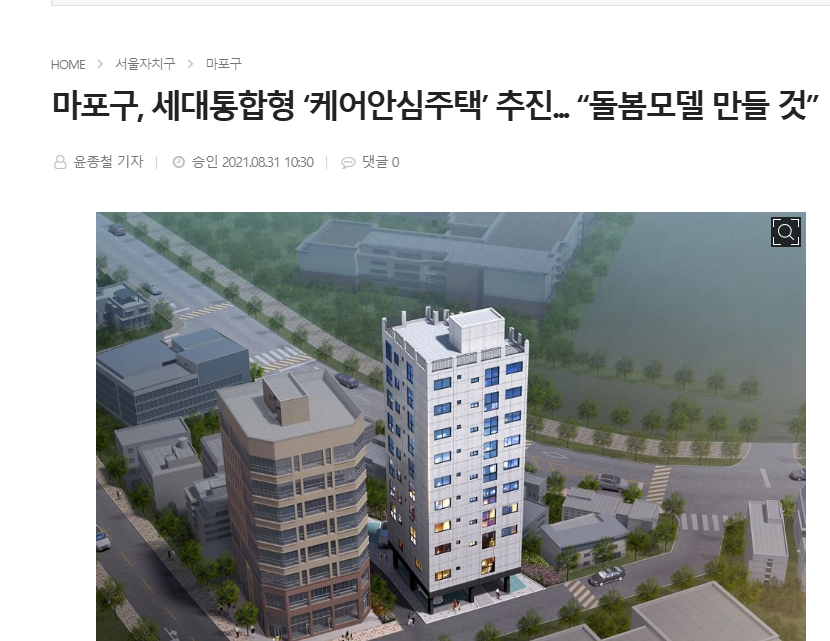 HOME > 서울자치구 > 마포구
마포구, 세대통합형 ‘케어안심주택’ 추진... “돌봄모델 만들 것”
윤종철 기자 | 승인 2021.08.31 10:30 | 댓글 0